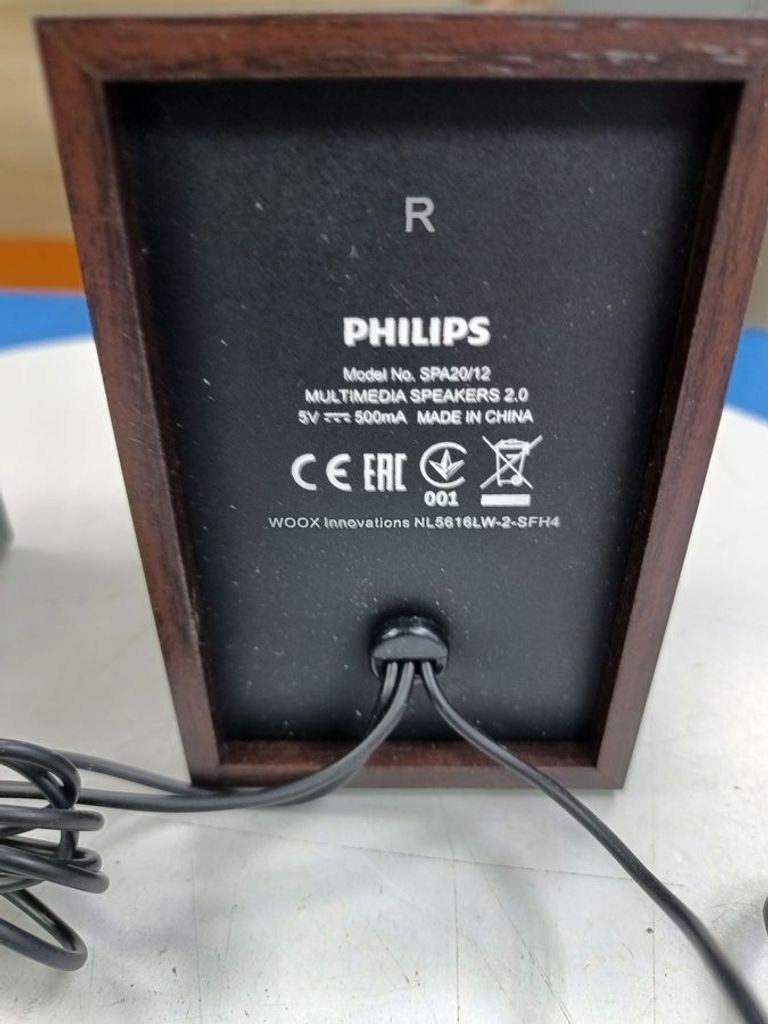 R
PHILIPS
Model No. SPA20/12
MULTIMEDIA SPEAKERS 2.0
5V ⎓ 500mA MADE IN CHINA
CE EAC
001
WOOX Innovations NL5616LW-2-SFH4